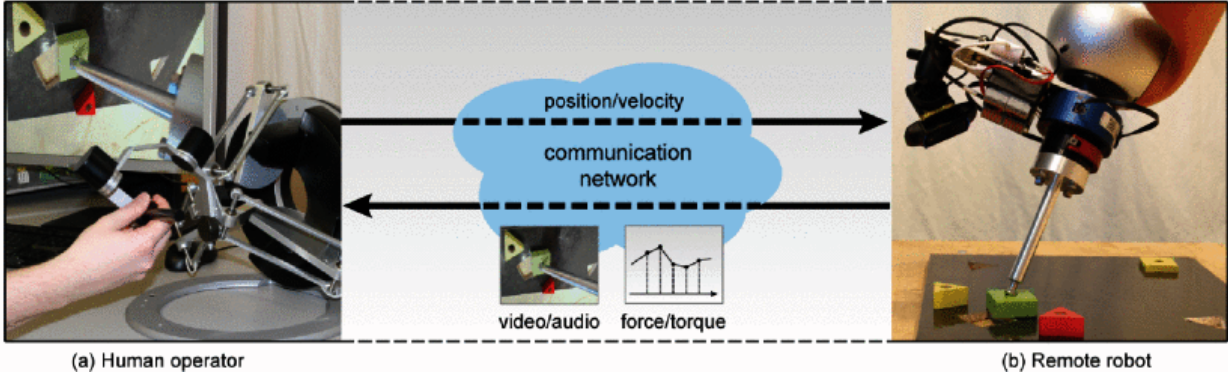 position/velocity
communication
network
video/audio
force/torque
(a) Human operator
(b) Remote robot